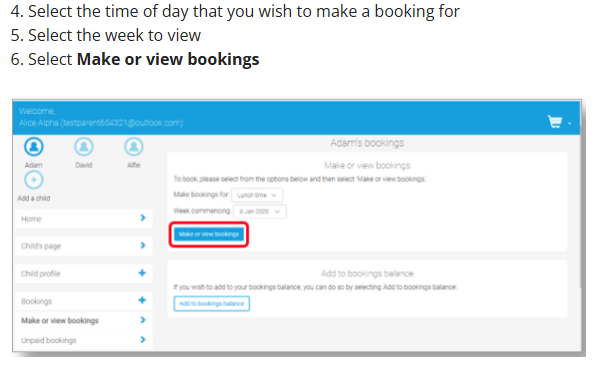 4. Select the time of day that you wish to make a booking for
5. Select the week to view
6. Select Make or view bookings
Welcome,
Alice Alpha (testparent654321@outlook.com)
Adam David Alfie
Add a child
Home
Child's page
Child profile
Bookings
Make or view bookings
Unpaid bookings
Adam's bookings
Make or view bookings
To book, please select from the options below and then select Make or view bookings.
Make bookings for: Lunch time
Week commencing: 6 Jan 2020
Make or view bookings
Add to bookings balance
If you wish to add to your bookings balance, you can do so by selecting Add to bookings balance.
Add to bookings balance